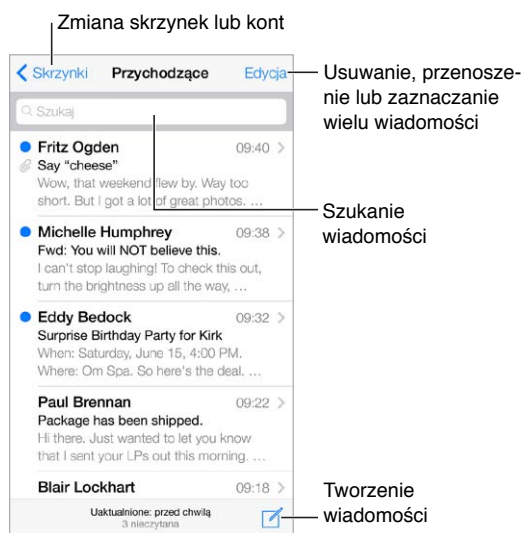 Zmiana skrzynek lub kont
Skrzynki Przychodzące Edycja
Usuwanie, przenosze-
nie lub zaznaczanie
wielu wiadomości
Szukaj
Fritz Ogden 09:40
Say “cheese”
Wow, that weekend flew by. Way too
short. But I got a lot of great photos. …
Szukanie
wiadomości
Michelle Humphrey 09:38
Fwd: You will NOT believe this.
I can't stop laughing! To check this out,
turn the brightness up all the way, …
Eddy Bedock 09:32
Surprise Birthday Party for Kirk
When: Saturday, June 15, 4:00 PM.
Where: Om Spa. So here's the deal. …
Paul Brennan 09:22
Package has been shipped.
Hi there. Just wanted to let you know
that I sent your LPs out this morning. …
Blair Lockhart 09:18
Uaktualnione: przed chwilą
3 nieczytana
Tworzenie
wiadomości